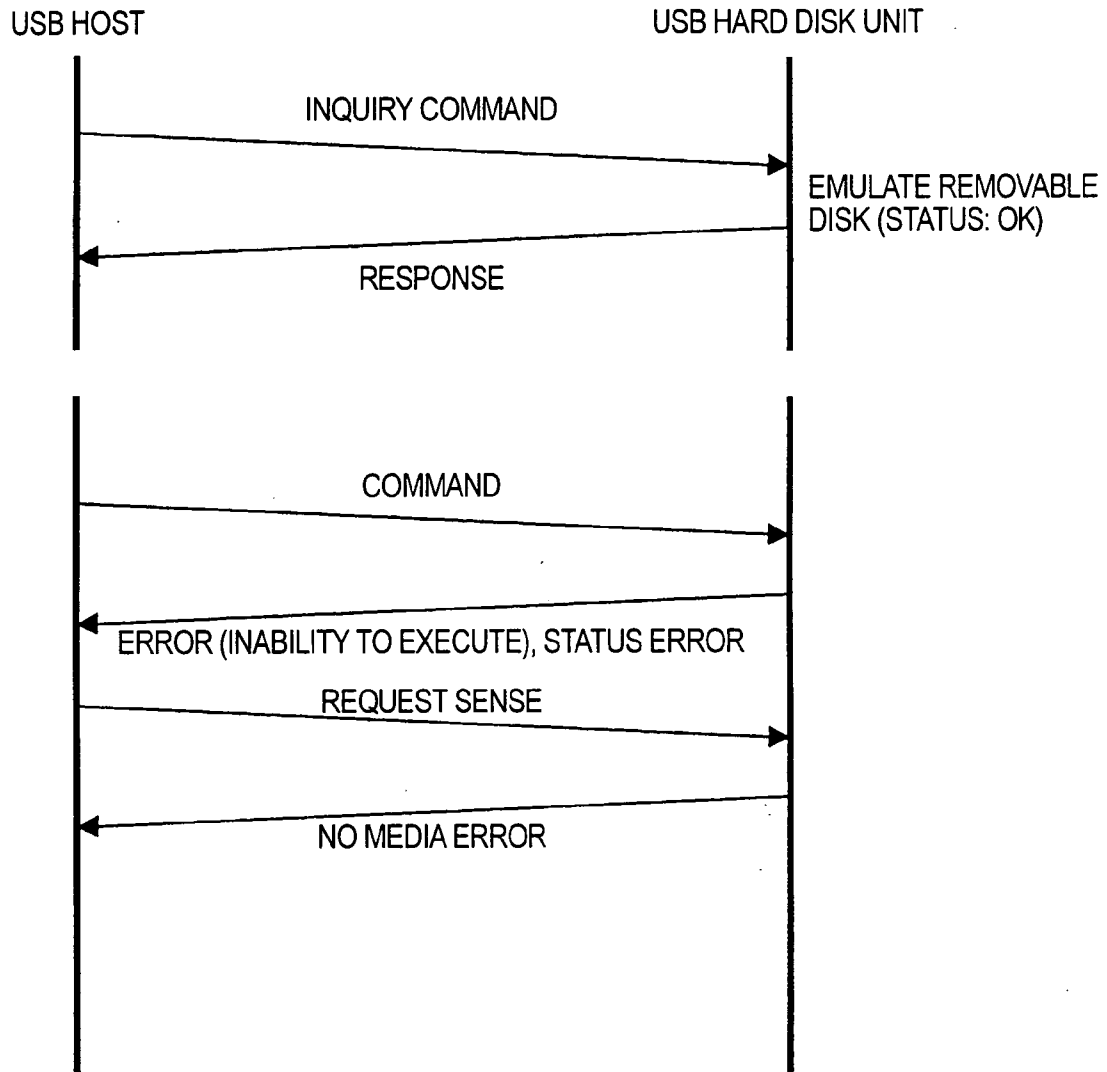 USB HOST
USB HARD DISK UNIT
INQUIRY COMMAND
EMULATE REMOVABLE
DISK (STATUS: OK)
RESPONSE
COMMAND
ERROR (INABILITY TO EXECUTE), STATUS ERROR
REQUEST SENSE
NO MEDIA ERROR